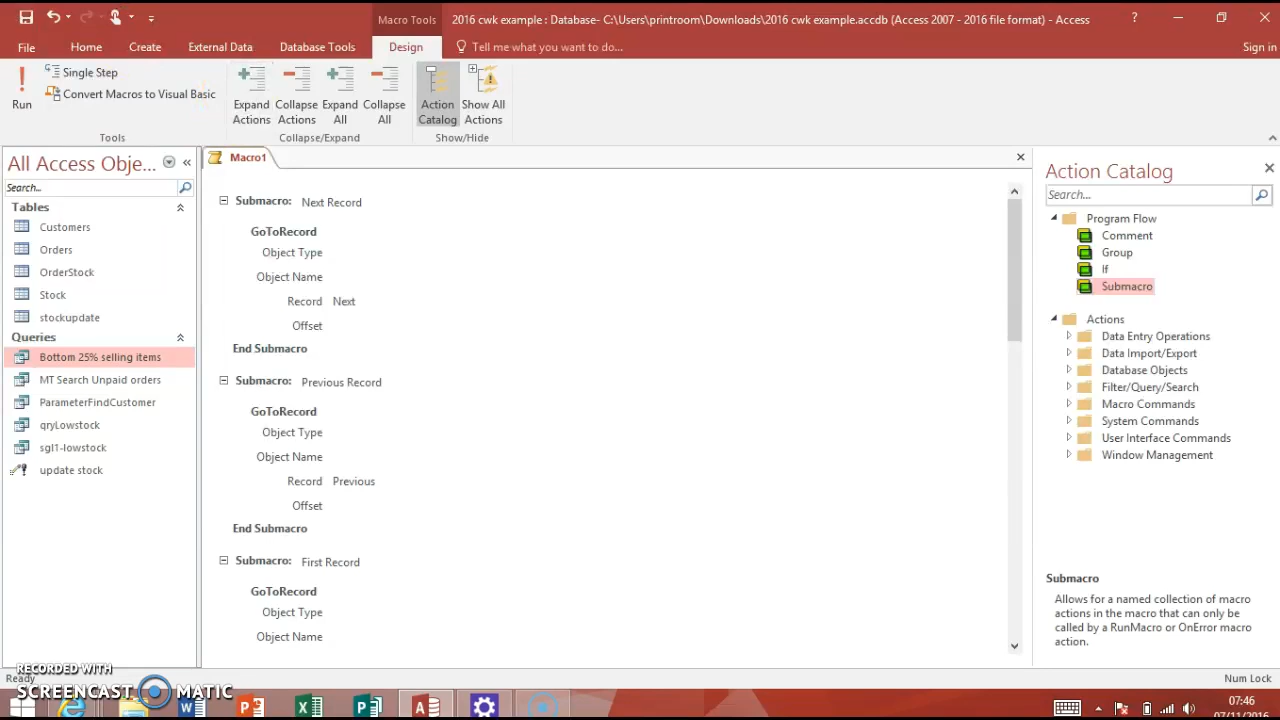 Macro Tools
2016 cwk example : Database- C:\Users\printroom\Downloads\2016 cwk example.accdb (Access 2007 - 2016 file format) - Access
?
File
Home
Create
External Data
Database Tools
Design
Tell me what you want to do...
Sign in
Run
Single Step
Convert Macros to Visual Basic
Tools
Expand Actions
Collapse Actions
Expand All
Collapse All
Collapse/Expand
Action Catalog
Show All Actions
Show/Hide
All Access Obje...
Search...
Tables
Customers
Orders
OrderStock
Stock
stockupdate
Queries
Bottom 25% selling items
MT Search Unpaid orders
ParameterFindCustomer
qryLowstock
sgl1-lowstock
update stock
Macro1
Submacro: Next Record
GoToRecord
Object Type
Object Name
Record Next
Offset
End Submacro
Submacro: Previous Record
GoToRecord
Object Type
Object Name
Record Previous
Offset
End Submacro
Submacro: First Record
GoToRecord
Object Type
Object Name
Action Catalog
Search...
Program Flow
Comment
Group
If
Submacro
Actions
Data Entry Operations
Data Import/Export
Database Objects
Filter/Query/Search
Macro Commands
System Commands
User Interface Commands
Window Management
Submacro
Allows for a named collection of macro
actions in the macro that can only be
called by a RunMacro or OnError macro
action.
Ready
Num Lock
RECORDED WITH
SCREENCAST MATIC
07:46
07/11/2016